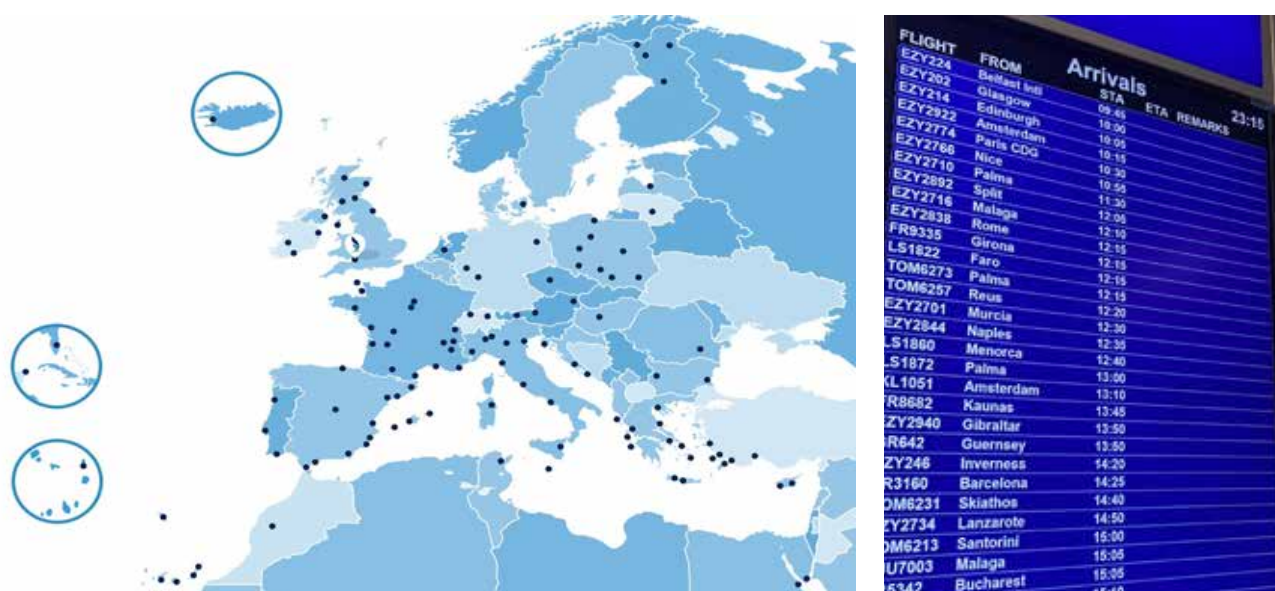 Arrivals 23:15
FLIGHT FROM STA ETA REMARKS
EZY224 Belfast Intl 09:45
EZY202 Glasgow 10:00
EZY214 Edinburgh 10:05
EZY2922 Amsterdam 10:15
EZY2774 Paris CDG 10:30
EZY2766 Nice 10:55
EZY2710 Palma 11:30
EZY2892 Split 12:05
EZY2716 Malaga 12:10
EZY2838 Rome 12:15
FR9335 Girona 12:15
LS1822 Faro 12:15
TOM6273 Palma 12:20
TOM6257 Reus 12:30
EZY2701 Murcia 12:35
EZY2844 Naples 12:40
LS1860 Menorca 13:00
LS1872 Palma 13:10
KL1051 Amsterdam 13:45
FR8682 Kaunas 13:50
EZY2940 Gibraltar 13:50
R642 Guernsey 14:20
ZY246 Inverness 14:25
R3160 Barcelona 14:40
OM6231 Skiathos 14:50
ZY2734 Lanzarote 15:00
OM6213 Santorini 15:05
U7003 Malaga 15:05
5342 Bucharest